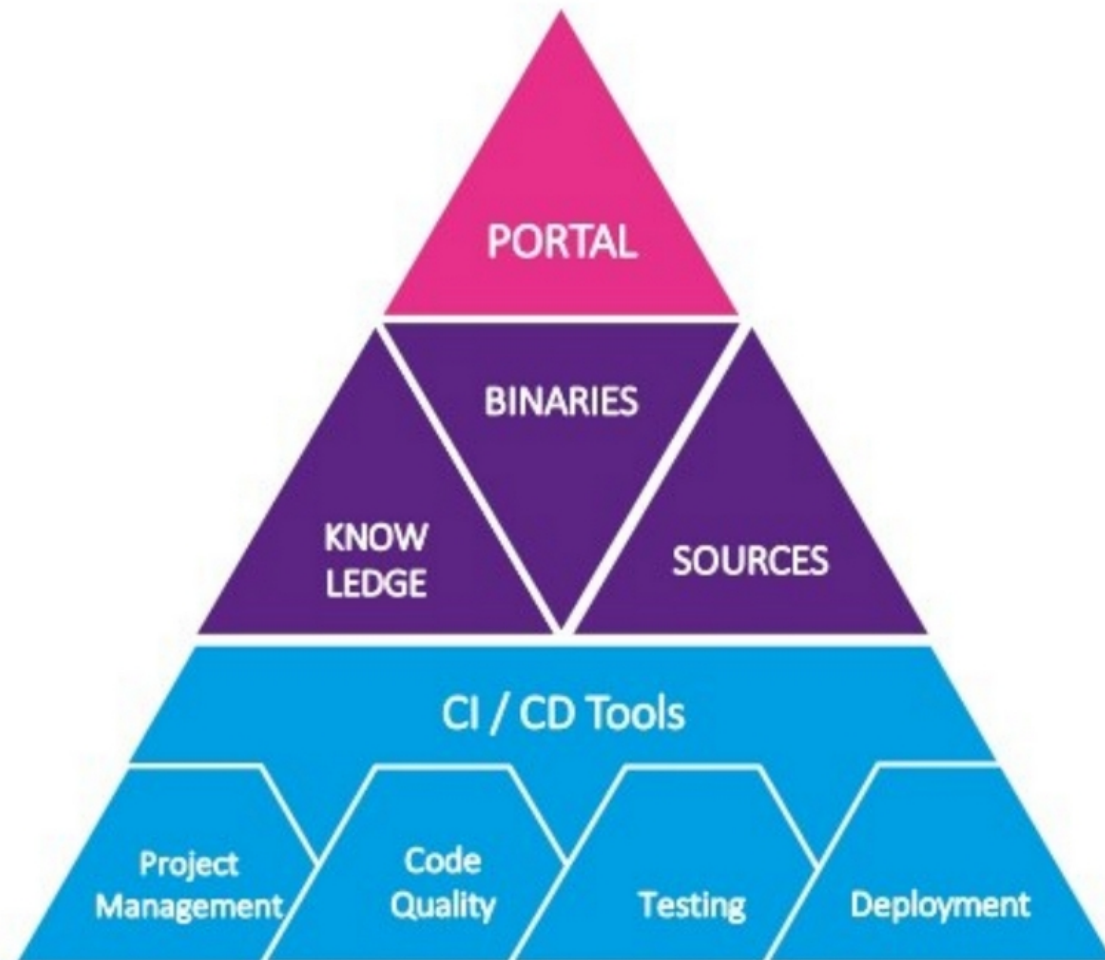 PORTAL
BINARIES
KNOW
LEDGE
SOURCES
CI / CD Tools
Project
Management
Code
Quality
Testing
Deployment